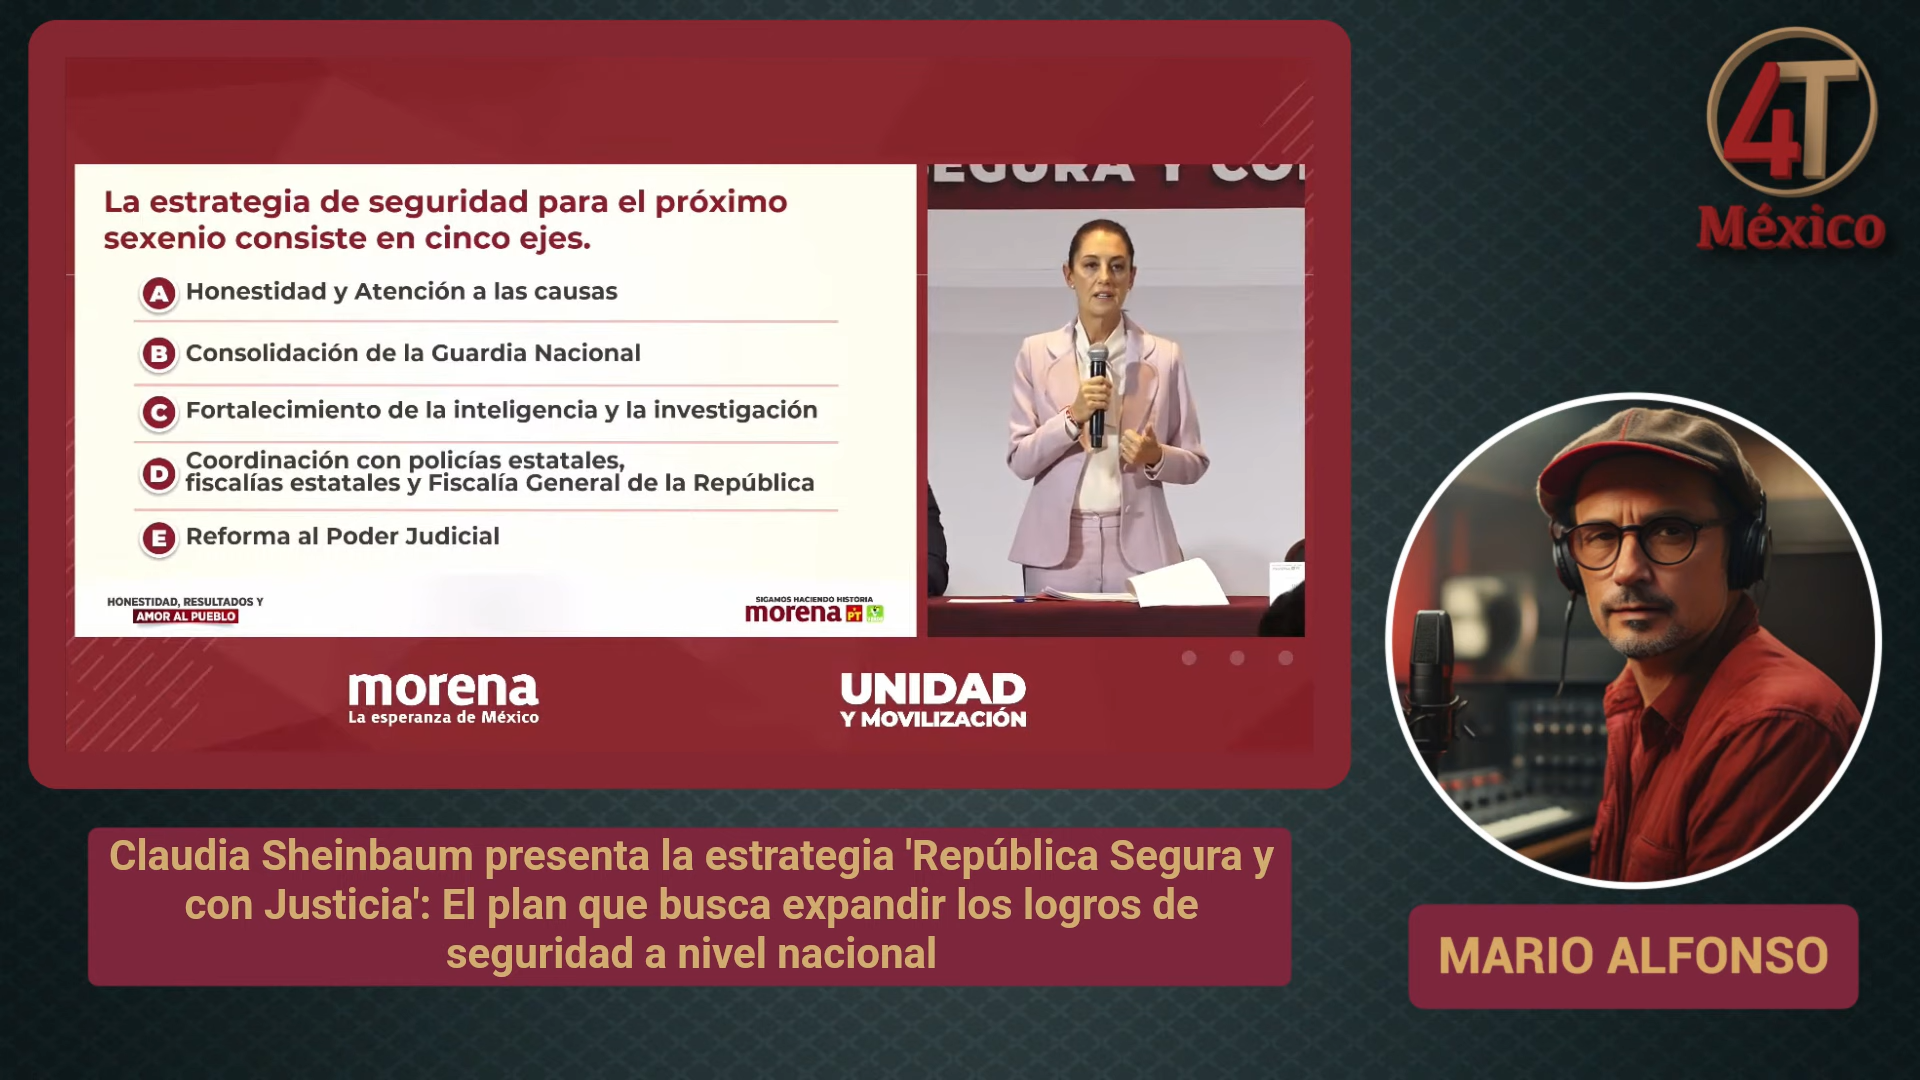 La estrategia de seguridad para el próximo
sexenio consiste en cinco ejes.
A Honestidad y Atención a las causas
B Consolidación de la Guardia Nacional
C Fortalecimiento de la inteligencia y la investigación
D Coordinación con policías estatales,
fiscalías estatales y Fiscalía General de la República
E Reforma al Poder Judicial
HONESTIDAD, RESULTADOS Y
AMOR AL PUEBLO
SIGAMOS HACIENDO HISTORIA
morena PT
EGURA Y CO
morena
La esperanza de México
UNIDAD
Y MOVILIZACIÓN
4T
México
Claudia Sheinbaum presenta la estrategia 'República Segura y
con Justicia': El plan que busca expandir los logros de
seguridad a nivel nacional
MARIO ALFONSO